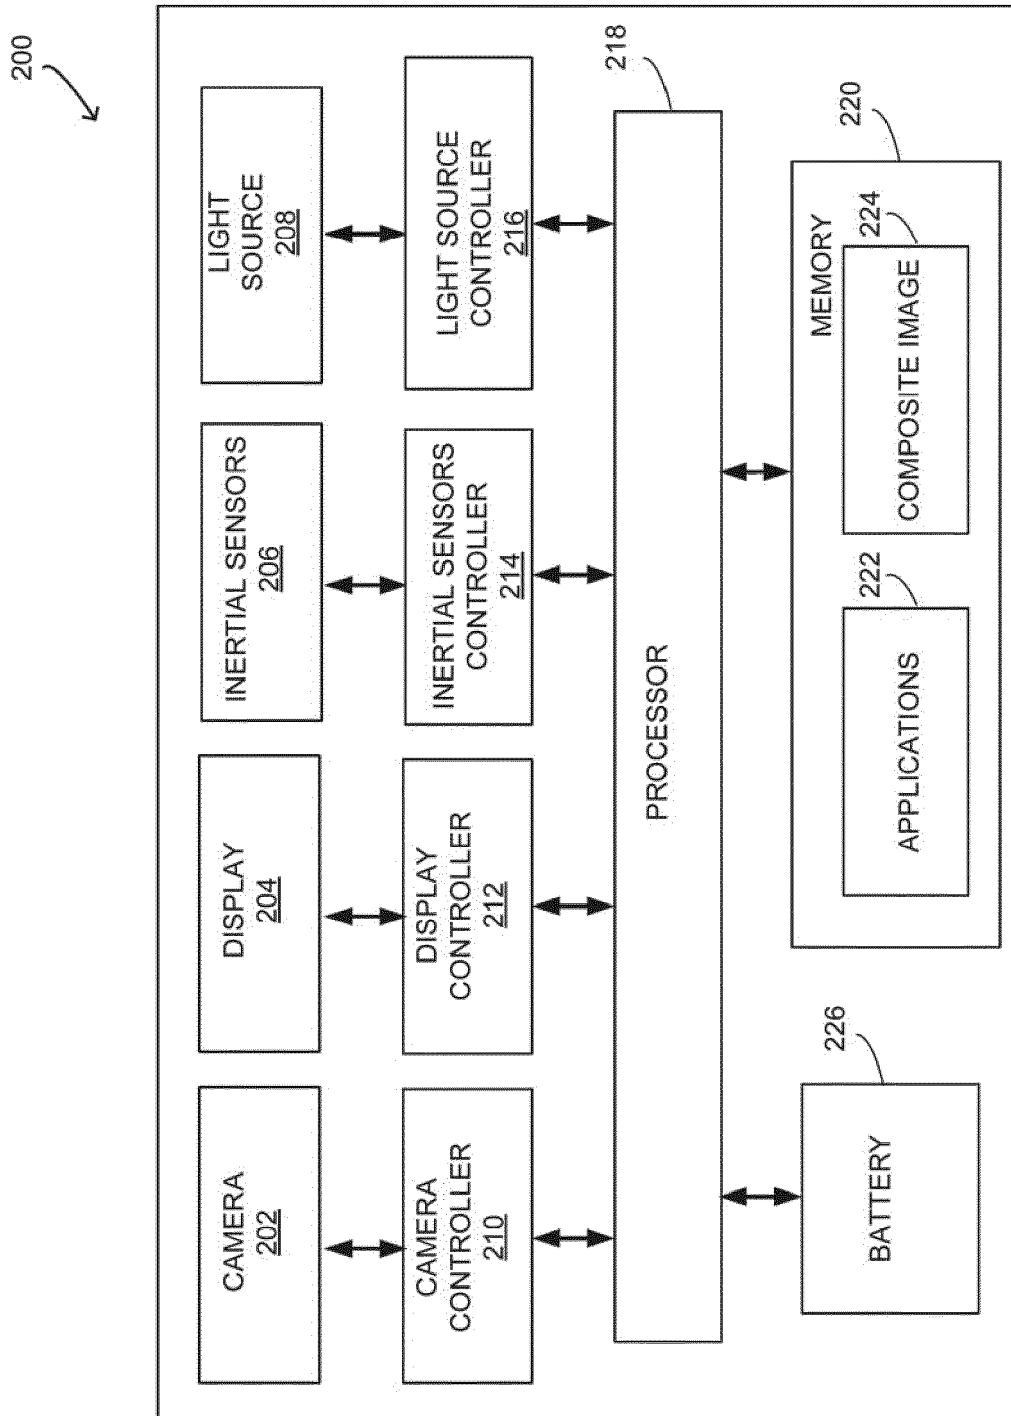 200
CAMERA
202
DISPLAY
204
INERTIAL SENSORS
206
LIGHT
SOURCE
208
CAMERA
CONTROLLER
210
DISPLAY
CONTROLLER
212
INERTIAL SENSORS
CONTROLLER
214
LIGHT SOURCE
CONTROLLER
216
PROCESSOR
218
BATTERY
226
MEMORY
220
APPLICATIONS
222
COMPOSITE IMAGE
224